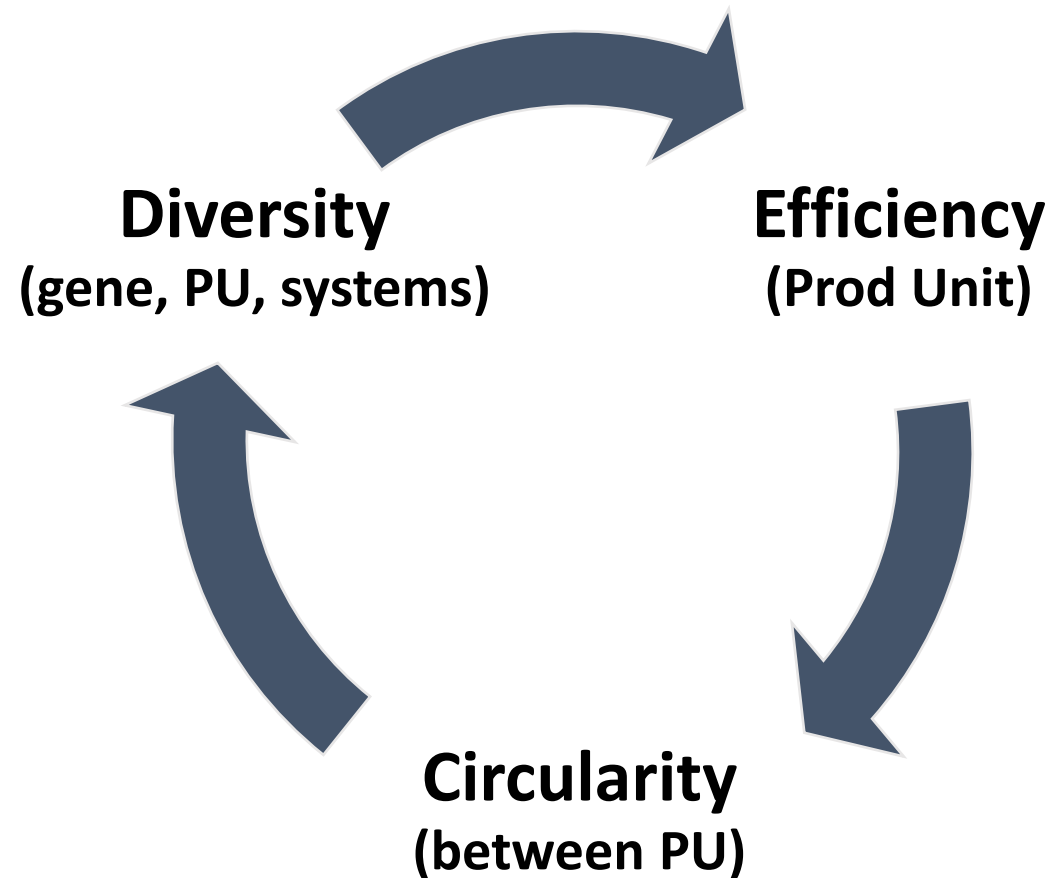 Diversity
(gene, PU, systems)
Efficiency
(Prod Unit)
Circularity
(between PU)